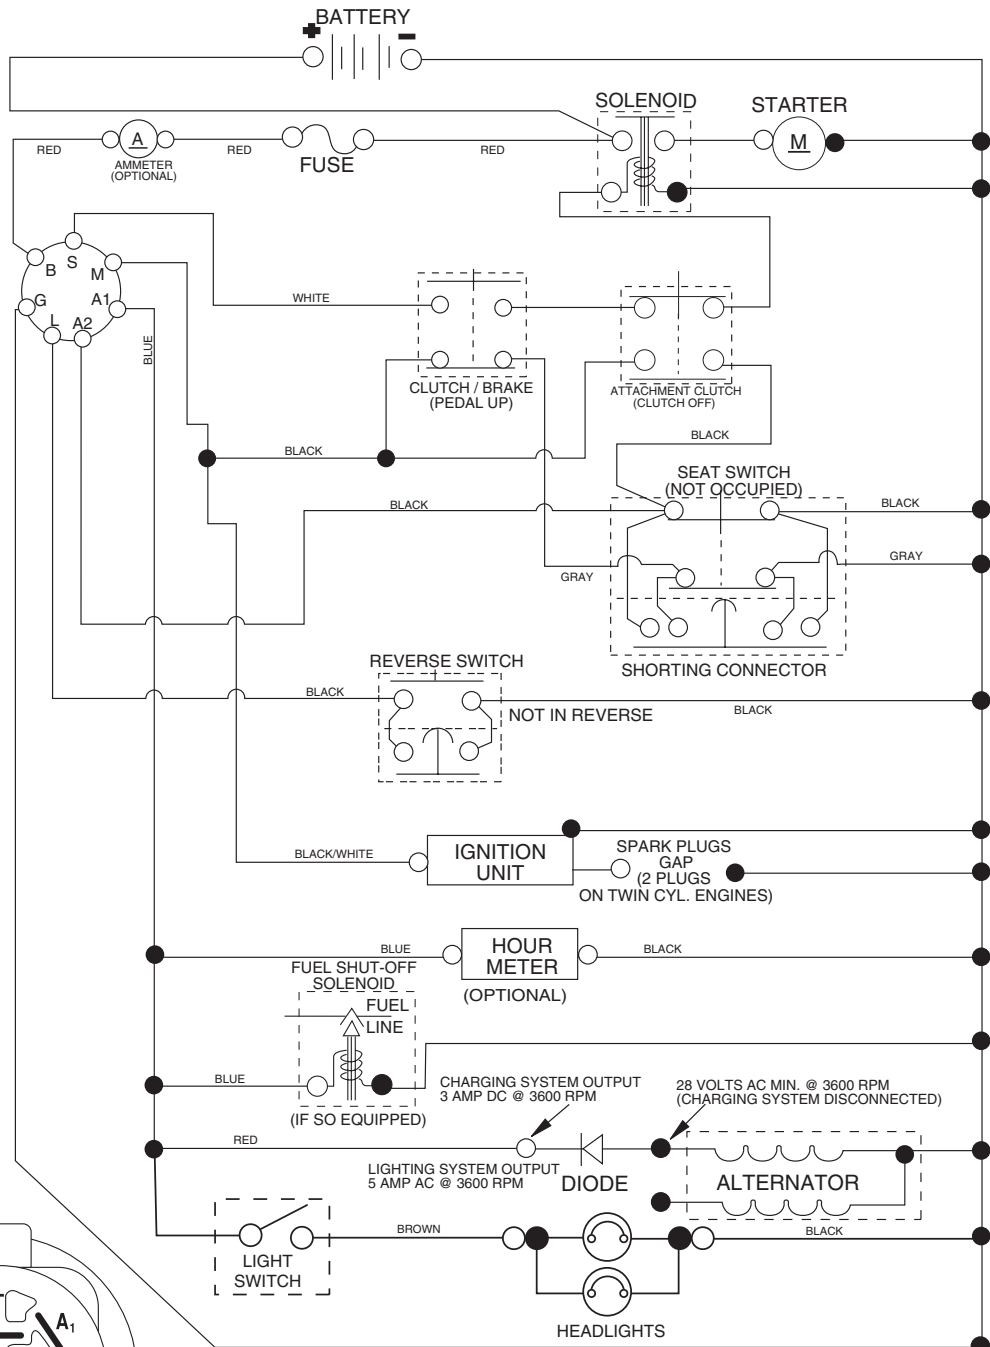 BATTERY
SOLENOID
STARTER
A
M
RED
RED
RED
AMMETER
(OPTIONAL)
FUSE
B
S
M
G
A1
L
A2
BLUE
WHITE
CLUTCH / BRAKE
(PEDAL UP)
ATTACHMENT CLUTCH
(CLUTCH OFF)
BLACK
BLACK
SEAT SWITCH
(NOT OCCUPIED)
BLACK
BLACK
GRAY
GRAY
SHORTING CONNECTOR
REVERSE SWITCH
BLACK
NOT IN REVERSE
BLACK
BLACK/WHITE
IGNITION
UNIT
SPARK PLUGS
GAP
(2 PLUGS
ON TWIN CYL. ENGINES)
BLUE
HOUR
METER
BLACK
(OPTIONAL)
FUEL SHUT-OFF
SOLENOID
FUEL
LINE
BLUE
(IF SO EQUIPPED)
CHARGING SYSTEM OUTPUT
3 AMP DC @ 3600 RPM
28 VOLTS AC MIN. @ 3600 RPM
(CHARGING SYSTEM DISCONNECTED)
RED
LIGHTING SYSTEM OUTPUT
5 AMP AC @ 3600 RPM
DIODE
ALTERNATOR
BROWN
BLACK
LIGHT
SWITCH
HEADLIGHTS
A1